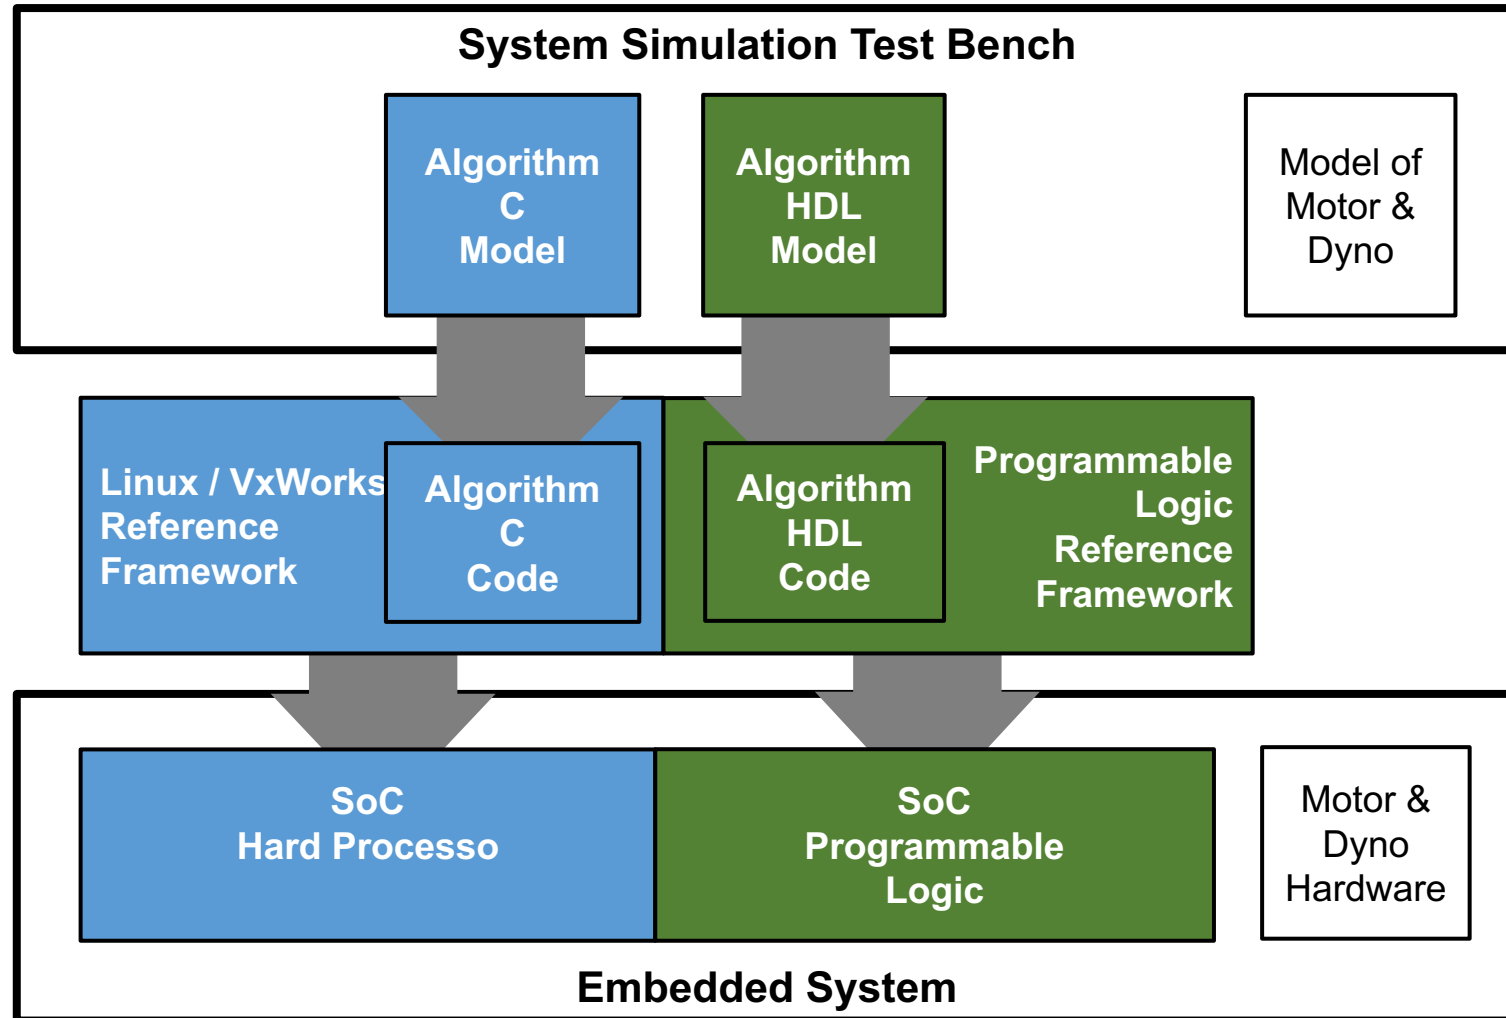 System Simulation Test Bench
Algorithm
C
Model
Algorithm
HDL
Model
Model of
Motor &
Dyno
Linux / VxWorks
Reference
Framework
Algorithm
C
Code
Algorithm
HDL
Code
Programmable
Logic
Reference
Framework
SoC
Hard Processo
SoC
Programmable
Logic
Motor &
Dyno
Hardware
Embedded System